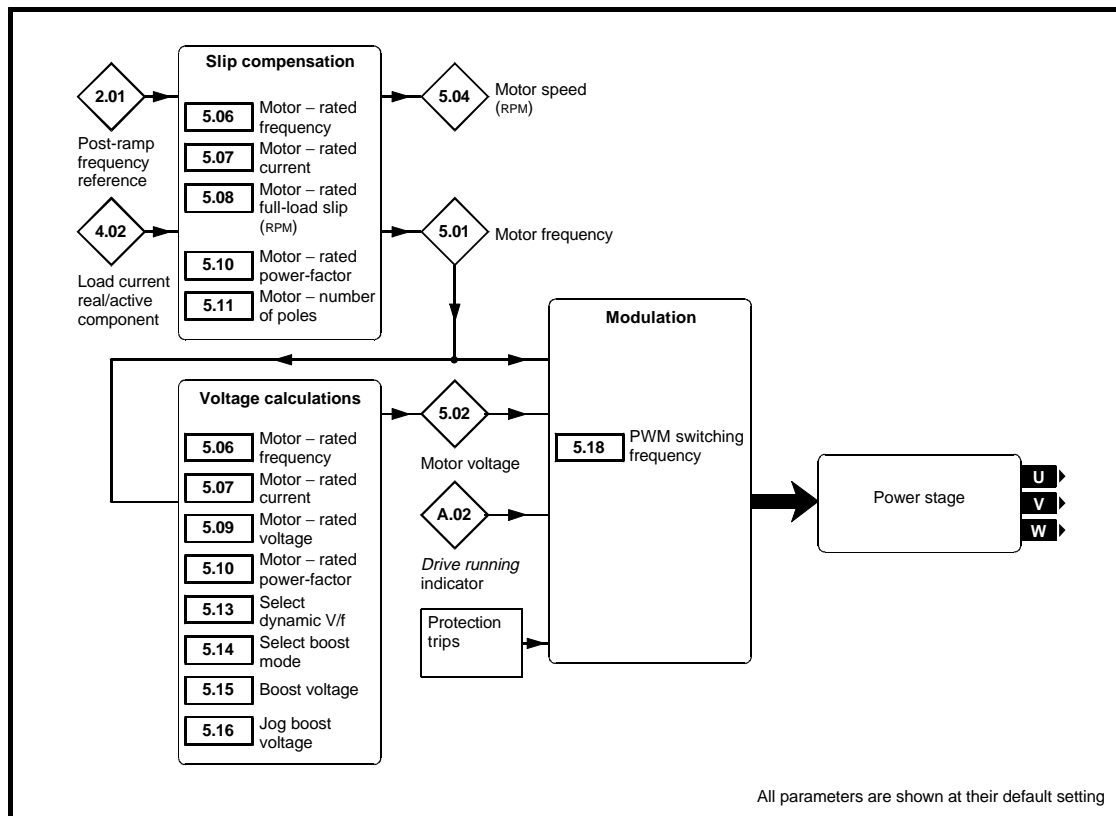 Slip compensation
2.01
Post-ramp
frequency
reference
4.02
Load current
real/active
component
5.06
Motor – rated
frequency
5.07
Motor – rated
current
5.08
Motor – rated
full-load slip
(RPM)
5.10
Motor – rated
power-factor
5.11
Motor – number
of poles
5.04
Motor speed
(RPM)
5.01
Motor frequency
Voltage calculations
5.06
Motor – rated
frequency
5.07
Motor – rated
current
5.09
Motor – rated
voltage
5.10
Motor – rated
power-factor
5.13
Select
dynamic V/f
5.14
Select boost
mode
5.15
Boost voltage
5.16
Jog boost
voltage
5.02
Motor voltage
A.02
Drive running
indicator
Protection
trips
Modulation
5.18
PWM switching
frequency
Power stage
U
V
W
All parameters are shown at their default setting